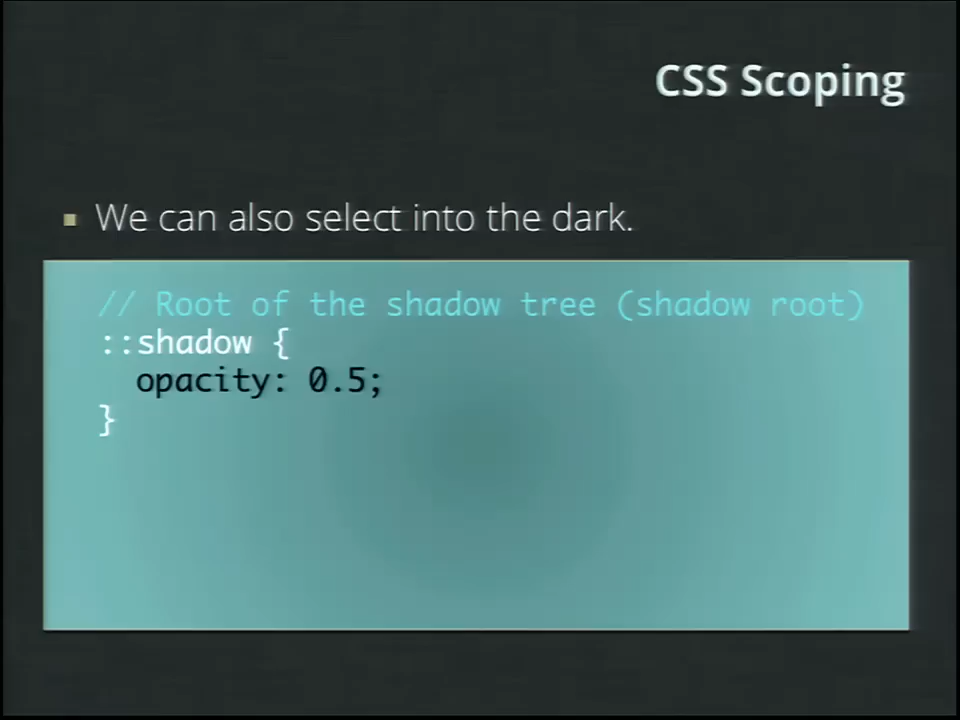 CSS Scoping
We can also select into the dark.
// Root of the shadow tree (shadow root)
::shadow {
opacity: 0.5;
}